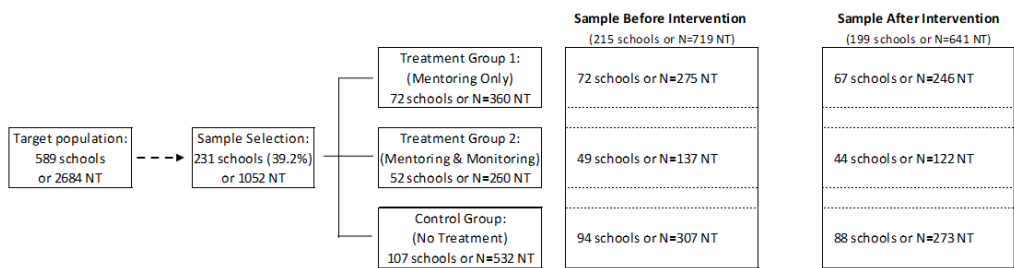 Target population:
589 schools
or 2684 NT
Sample Selection:
231 schools (39.2%)
or 1052 NT
Treatment Group 1:
(Mentoring Only)
72 schools or N=360 NT
Treatment Group 2:
(Mentoring & Monitoring)
52 schools or N=260 NT
Control Group:
(No Treatment)
107 schools or N=532 NT
Sample Before Intervention
(215 schools or N=719 NT)
72 schools or N=275 NT
49 schools or N=137 NT
94 schools or N=307 NT
Sample After Intervention
(199 schools or N=641 NT)
67 schools or N=246 NT
44 schools or N=122 NT
88 schools or N=273 NT